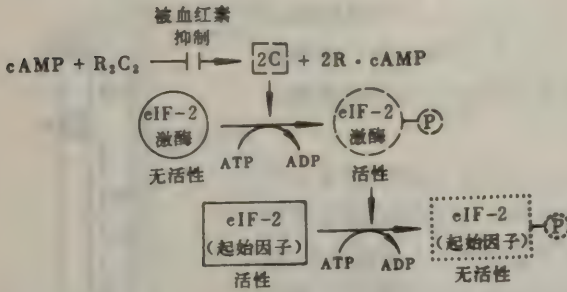 被血红素
抑制
cAMP + R₂C₂ 2C + 2R · cAMP
eIF-2
激酶
无活性
ATP ADP
eIF-2
激酶
P
活性
eIF-2
(起始因子)
活性
ATP ADP
eIF-2
(起始因子)
P
无活性